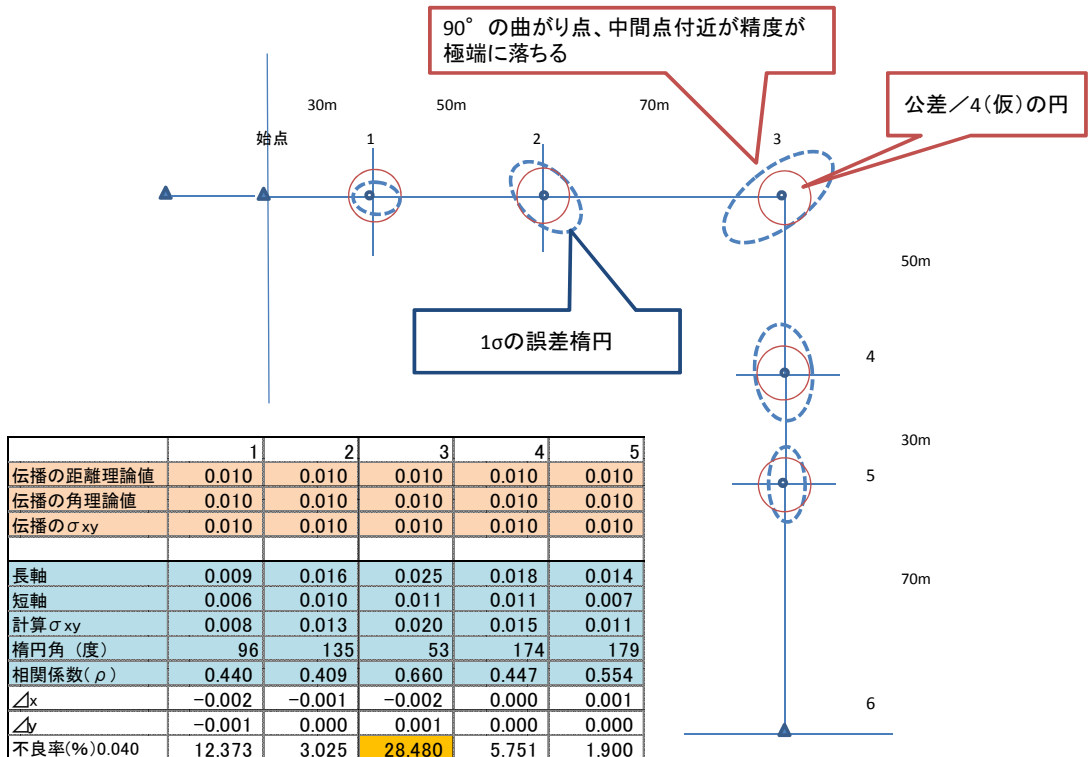 90°の曲がり点、中間点付近が精度が
極端に落ちる
公差/4(仮)の円
30m 50m 70m
始点 1 2 3
50m
1σの誤差楕円
4
30m
5
70m
6
1 2 3 4 5
伝播の距離理論値 0.010 0.010 0.010 0.010 0.010
伝播の角理論値 0.010 0.010 0.010 0.010 0.010
伝播のσxy 0.010 0.010 0.010 0.010 0.010
長軸 0.009 0.016 0.025 0.018 0.014
短軸 0.006 0.010 0.011 0.011 0.007
計算σxy 0.008 0.013 0.020 0.015 0.011
楕円角（度） 96 135 53 174 179
相関係数(ρ) 0.440 0.409 0.660 0.447 0.554
⊿x -0.002 -0.001 -0.002 0.000 0.001
⊿y -0.001 0.000 0.001 0.000 0.000
不良率(%)0.040 12.373 3.025 28.480 5.751 1.900